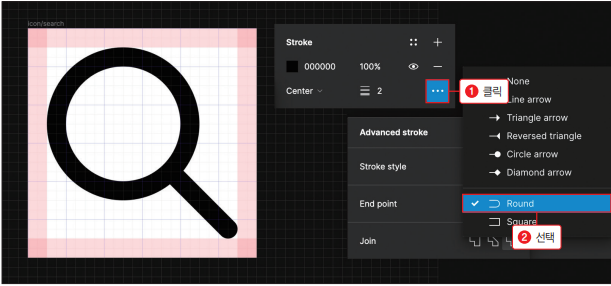 icon/search
Stroke
000000 100%
Center 2
1 클릭
Advanced stroke
Stroke style
End point
Join
None
Line arrow
Triangle arrow
Reversed triangle
Circle arrow
Diamond arrow
Round
Square
2 선택